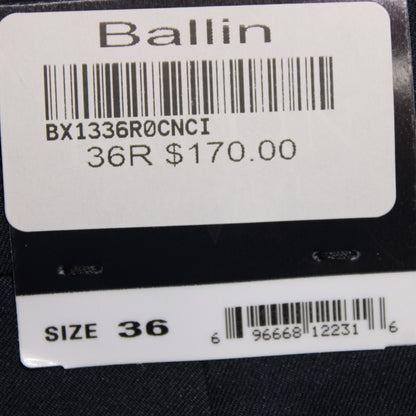 Ballin
BX1336R0CNCI
36R $170.00
SIZE 36
6 96668 12231 6